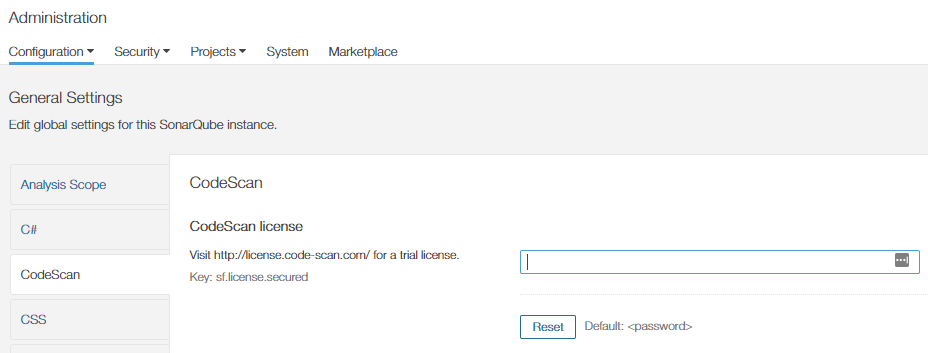 Administration
Configuration Security Projects System Marketplace
General Settings
Edit global settings for this SonarQube instance.
Analysis Scope
C#
CodeScan
CSS
CodeScan
CodeScan license
Visit http://license.code-scan.com/ for a trial license.
Key: sf.license.secured
Reset Default: <password>